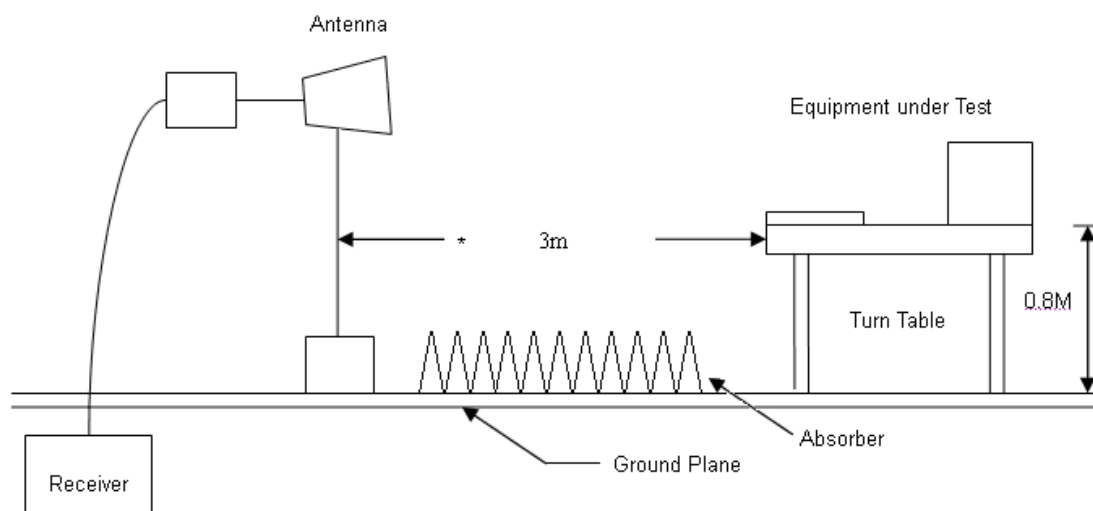 Antenna
Equipment under Test
* 3m
0.8M
Turn Table
Absorber
Ground Plane
Receiver